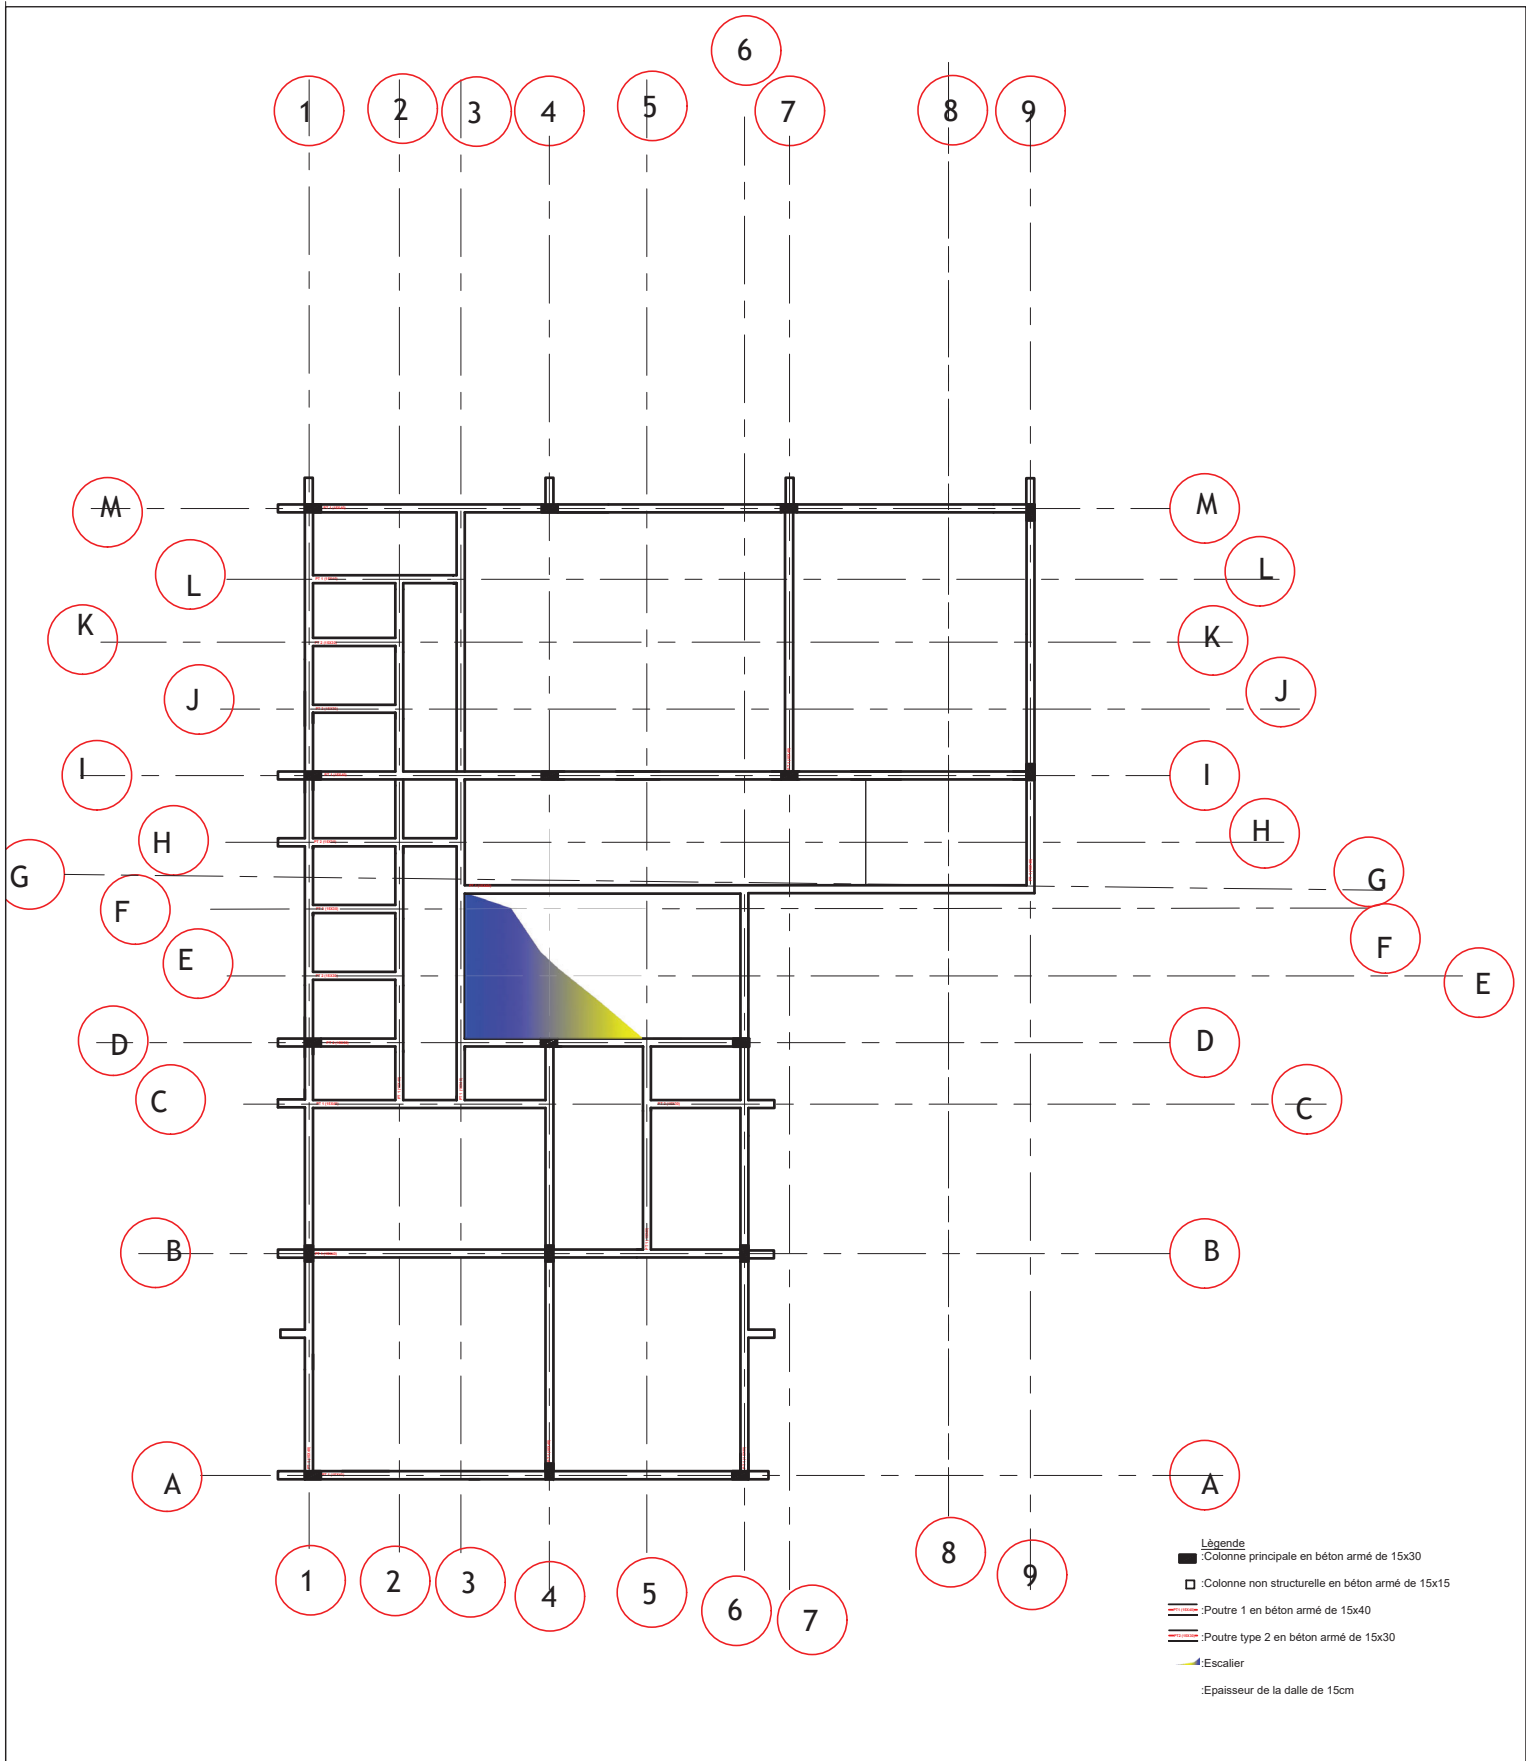 6
1 2 3 4 5 7 8 9
M M
L L
K K
J J
I I
H H
G G
F F
E E
D D
C C
B B
A A
1 2 3 4 5 6 7 8 9
Lègende
:Colonne principale en béton armé de 15x30
:Colonne non structurelle en béton armé de 15x15
:Poutre 1 en béton armé de 15x40
:Poutre type 2 en béton armé de 15x30
:Escalier
:Epaisseur de la dalle de 15cm